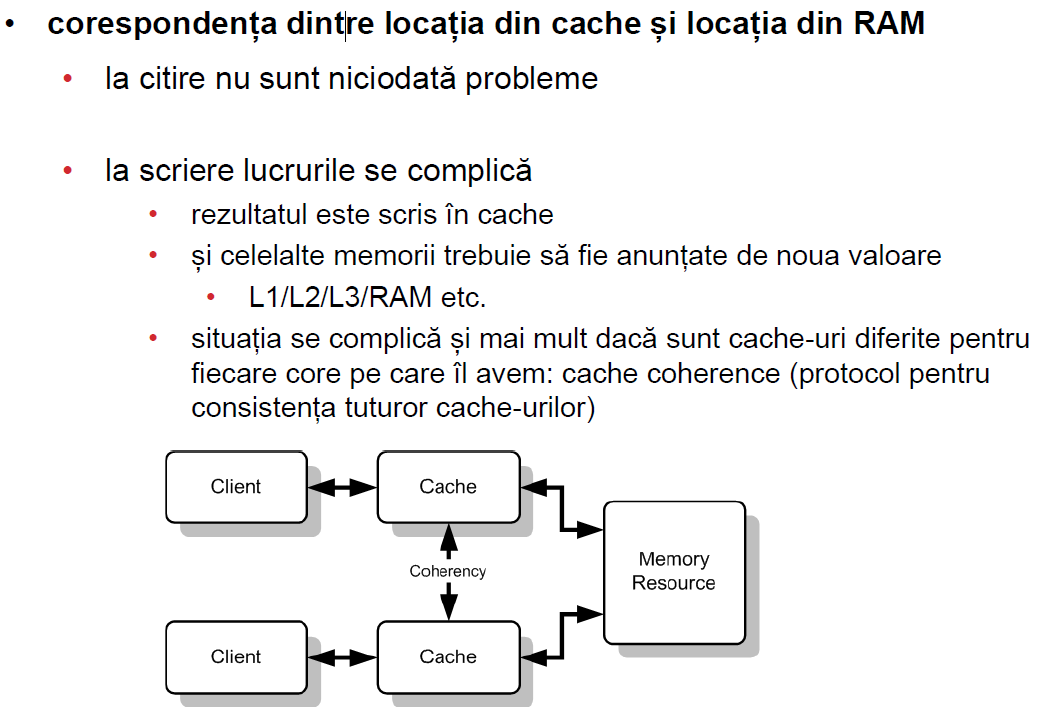 • corespondența dintre locația din cache și locația din RAM
• la citire nu sunt niciodată probleme
• la scriere lucrurile se complică
• rezultatul este scris în cache
• și celelalte memorii trebuie să fie anunțate de noua valoare
• L1/L2/L3/RAM etc.
• situația se complică și mai mult dacă sunt cache-uri diferite pentru
fiecare core pe care îl avem: cache coherence (protocol pentru
consistența tuturor cache-urilor)
Client
Cache
Memory
Resource
Coherency
Client
Cache